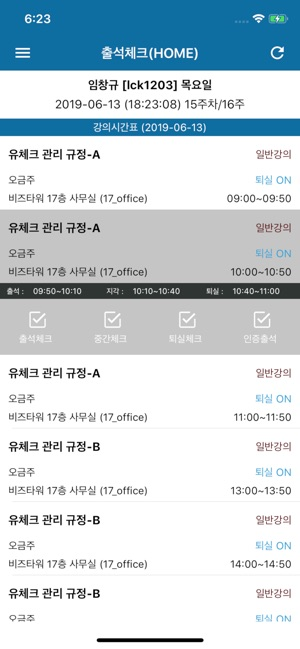 6:23
출석체크(HOME)
임창규 [lck1203] 목요일
2019-06-13 (18:23:08) 15주차/16주
강의시간표 (2019-06-13)
유체크 관리 규정-A 일반강의
오금주 퇴실 ON
비즈타워 17층 사무실 (17_office) 09:00~09:50
유체크 관리 규정-A 일반강의
오금주 퇴실 ON
비즈타워 17층 사무실 (17_office) 10:00~10:50
출석 : 09:50~10:10 지각 : 10:10~10:40 퇴실 : 10:40~11:00
출석체크 중간체크 퇴실체크 인증출석
유체크 관리 규정-A 일반강의
오금주 퇴실 ON
비즈타워 17층 사무실 (17_office) 11:00~11:50
유체크 관리 규정-B 일반강의
오금주 퇴실 ON
비즈타워 17층 사무실 (17_office) 13:00~13:50
유체크 관리 규정-B 일반강의
오금주 퇴실 ON
비즈타워 17층 사무실 (17_office) 14:00~14:50
유체크 관리 규정-B 일반강의
오금주 퇴실 ON